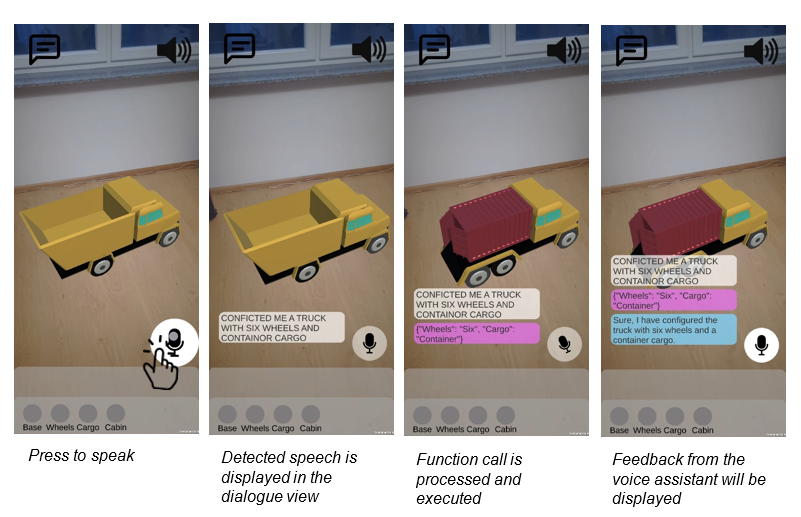 CONFICTED ME A TRUCK
WITH SIX WHEELS AND
CONTAINOR CARGO
CONFICTED ME A TRUCK
WITH SIX WHEELS AND
CONTAINOR CARGO
{"Wheels": "Six", "Cargo":
"Container"}
CONFICTED ME A TRUCK
WITH SIX WHEELS AND
CONTAINOR CARGO
{"Wheels": "Six", "Cargo":
"Container"}
Sure, I have configured the
truck with six wheels and a
container cargo.
Base Wheels Cargo Cabin
Base Wheels Cargo Cabin
Base Wheels Cargo Cabin
Base Wheels Cargo Cabin
Press to speak
Detected speech is
displayed in the
dialogue view
Function call is
processed and
executed
Feedback from the
voice assistant will be
displayed